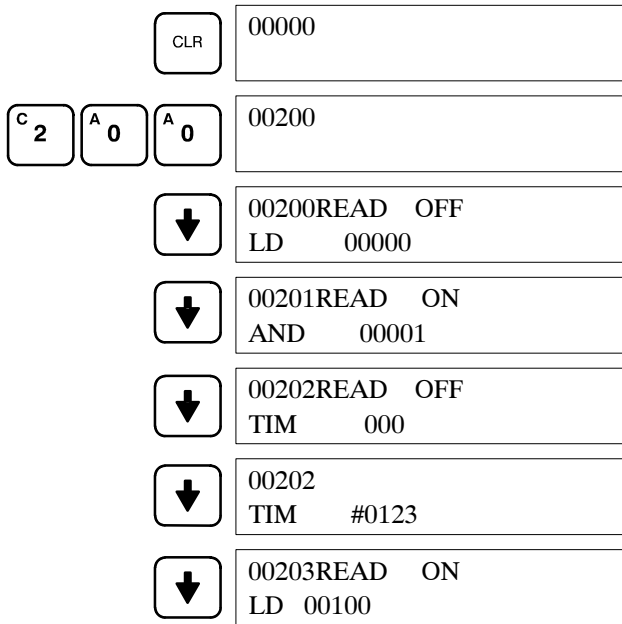 CLR
00000
C 2 A 0 A 0
00200
00200READ OFF
LD 00000
00201READ ON
AND 00001
00202READ OFF
TIM 000
00202
TIM #0123
00203READ ON
LD 00100